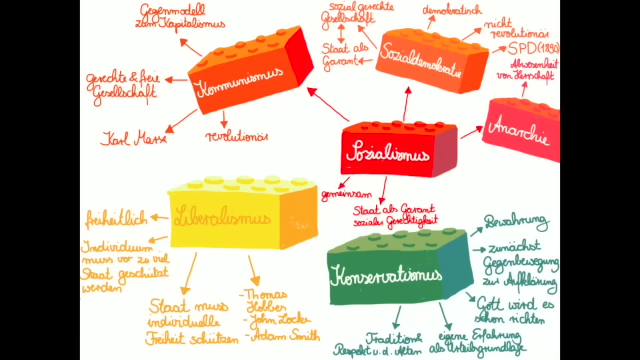 Gegenmodell
zum Kapitalismus
Kommunismus
gerechte & freie
Gesellschaft
Karl Marx
revolutionär
sozial gerechte
Gesellschaft
Staat als
Garant
demokratisch
nicht
revolutionär
SPD (1890)
Sozialdemokratie
Abwesenheit
von Herrschaft
Anarchie
Sozialismus
gemeinsam
Staat als Garant
sozialer Gerechtigkeit
Liberalismus
freiheitlich
Individuum
muss vor zu viel
Staat geschützt
werden
Staat muss
individuelle
Freiheit schützen
- Thomas
Hobbes
- John Locke
- Adam Smith
Konservatismus
Bewahrung
zunächst
Gegenbewegung
zur Aufklärung
Gott wird es
schon richten
Tradition &
Respekt v. d. Alten
eigene Erfahrung
als Urteilsgrundlage